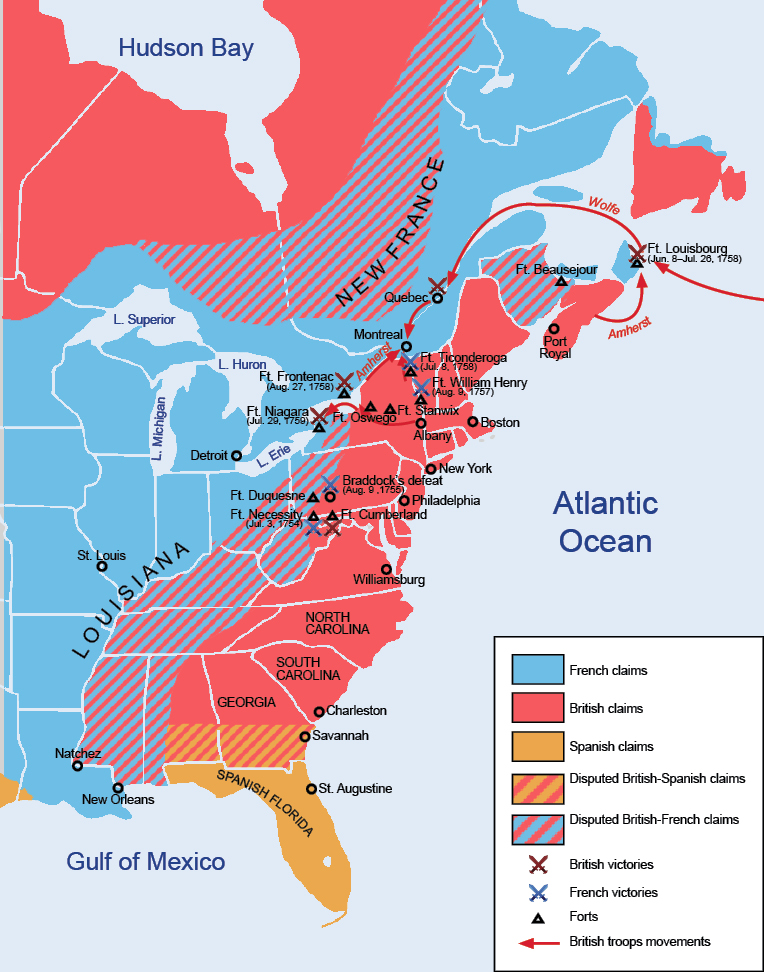 Hudson Bay
NEW FRANCE
Wolfe
Ft. Louisbourg
(Jun. 8–Jul. 26, 1758)
Ft. Beausejour
Quebec
L. Superior
Amherst
Montreal
Port
Royal
L. Huron
Amherst
Ft. Ticonderoga
(Jul. 8, 1758)
Ft. Frontenac
(Aug. 27, 1758)
Ft. William Henry
(Aug. 9, 1757)
L. Michigan
Ft. Niagara
(Jul. 29, 1759)
Ft. Oswego
Ft. Stanwix
Boston
Albany
Detroit
L. Erie
New York
Braddock's defeat
(Aug. 9 ,1755)
Ft. Duquesne
Philadelphia
Atlantic
Ocean
Ft. Necessity
(Jul. 3, 1754)
Ft. Cumberland
St. Louis
LOUISIANA
Williamsburg
NORTH
CAROLINA
SOUTH
CAROLINA
GEORGIA
Charleston
Savannah
Natchez
New Orleans
SPANISH FLORIDA
St. Augustine
Gulf of Mexico
French claims
British claims
Spanish claims
Disputed British-Spanish claims
Disputed British-French claims
British victories
French victories
Forts
British troops movements